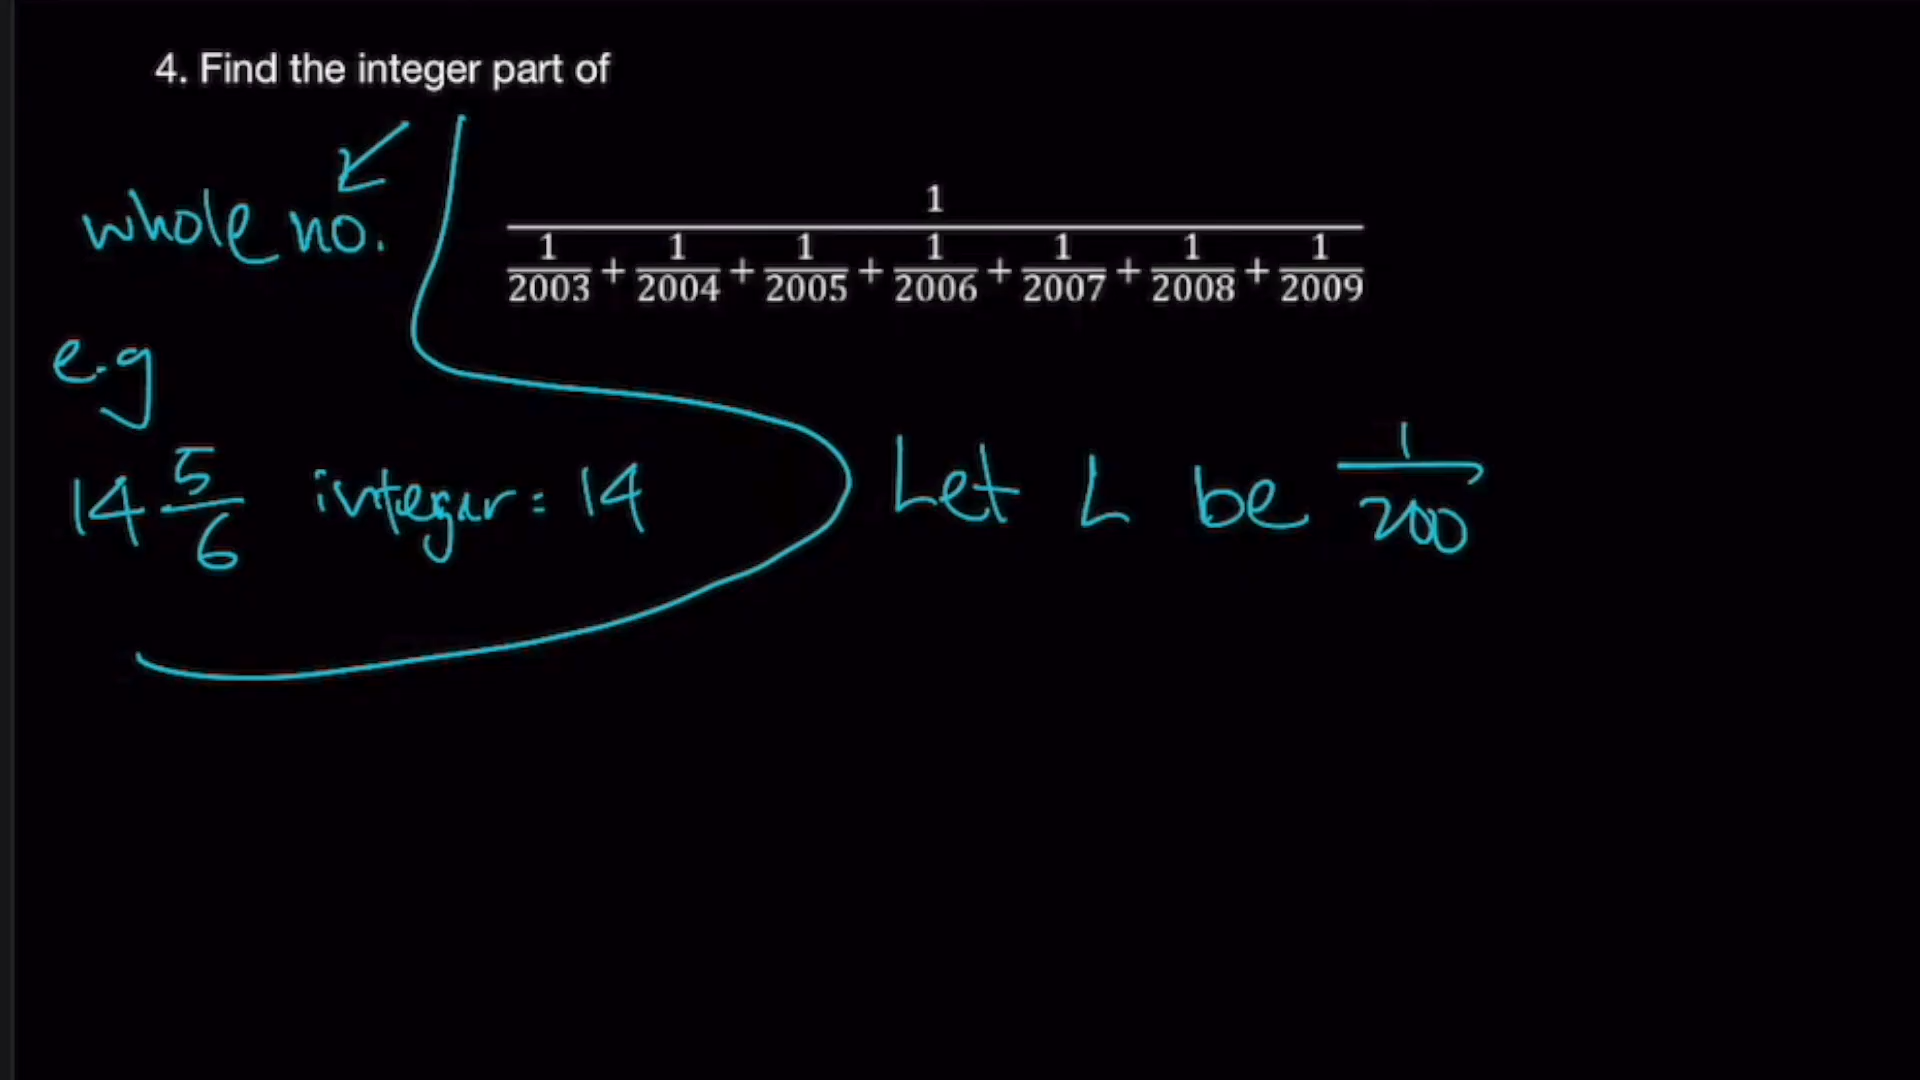 4. Find the integer part of
whole no.
1
1/2003 + 1/2004 + 1/2005 + 1/2006 + 1/2007 + 1/2008 + 1/2009
e.g
14 5/6 integer = 14
Let L be 1/200